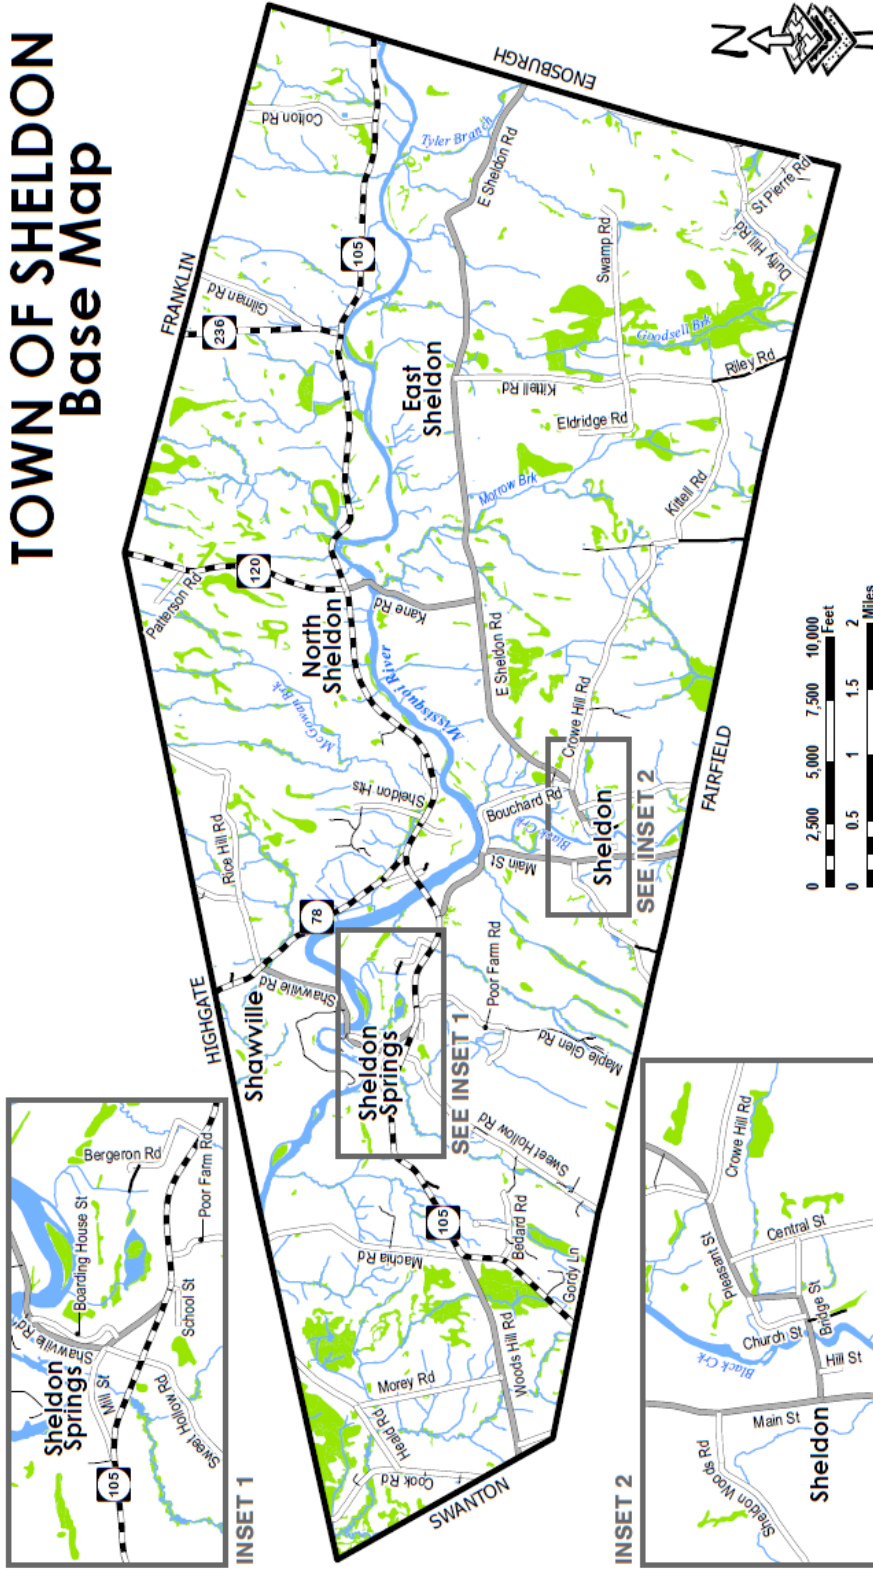 TOWN OF SHELDON
Base Map
N
FRANKLIN
ENOSBURGH
HIGHGATE
FAIRFIELD
SWANTON
Colton Rd
105
Tyler Branch
E Sheldon Rd
Gilman Rd
236
St Pierre Rd
Duffy Hill Rd
Swamp Rd
Goodsell Brk
Riley Rd
East
Sheldon
Kittell Rd
Eldridge Rd
Morrow Brk
Kittell Rd
120
Patterson Rd
North
Sheldon
Kane Rd
Missisquoi River
McGowan Brk
E Sheldon Rd
Crowe Hill Rd
Sheldon Hts
Rice Hill Rd
Bouchard Rd
Black Crk
Main St
Sheldon
SEE INSET 2
78
Shawville Rd
Shawville
Sheldon
Springs
SEE INSET 1
Poor Farm Rd
Maple Glen Rd
Sweet Hollow Rd
105
Bedard Rd
Gordy Ln
Machia Rd
Woods Hill Rd
Morey Rd
Heald Rd
Cook Rd
0 2,500 5,000 7,500 10,000
Feet
0 0.5 1 1.5 2
Miles
INSET 1
Bergeron Rd
Poor Farm Rd
Boarding House St
School St
Shawville Rd
Sheldon
Springs
Mill St
Sweet Hollow Rd
105
INSET 2
Crowe Hill Rd
Pleasant St
Central St
Bridge St
Church St
Black Crk
Hill St
Main St
Sheldon Woods Rd
Sheldon